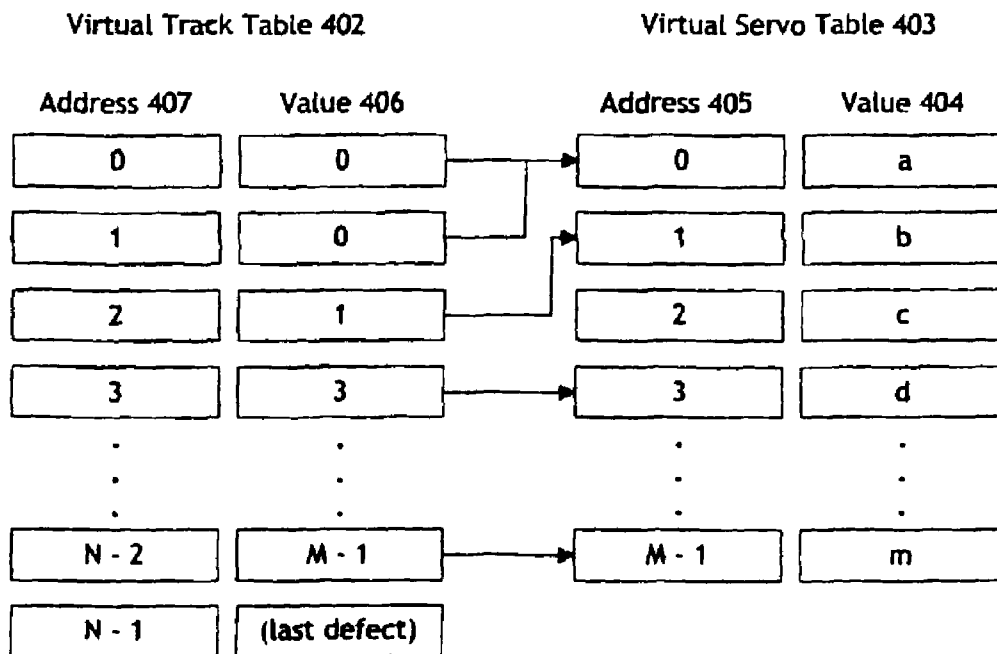 Virtual Track Table 402 Virtual Servo Table 403
Address 407 Value 406 Address 405 Value 404
0 0 0 a
1 0 1 b
2 1 2 c
3 3 3 d
. . . .
. . . .
. . . .
N - 2 M - 1 M - 1 m
N - 1 (last defect)